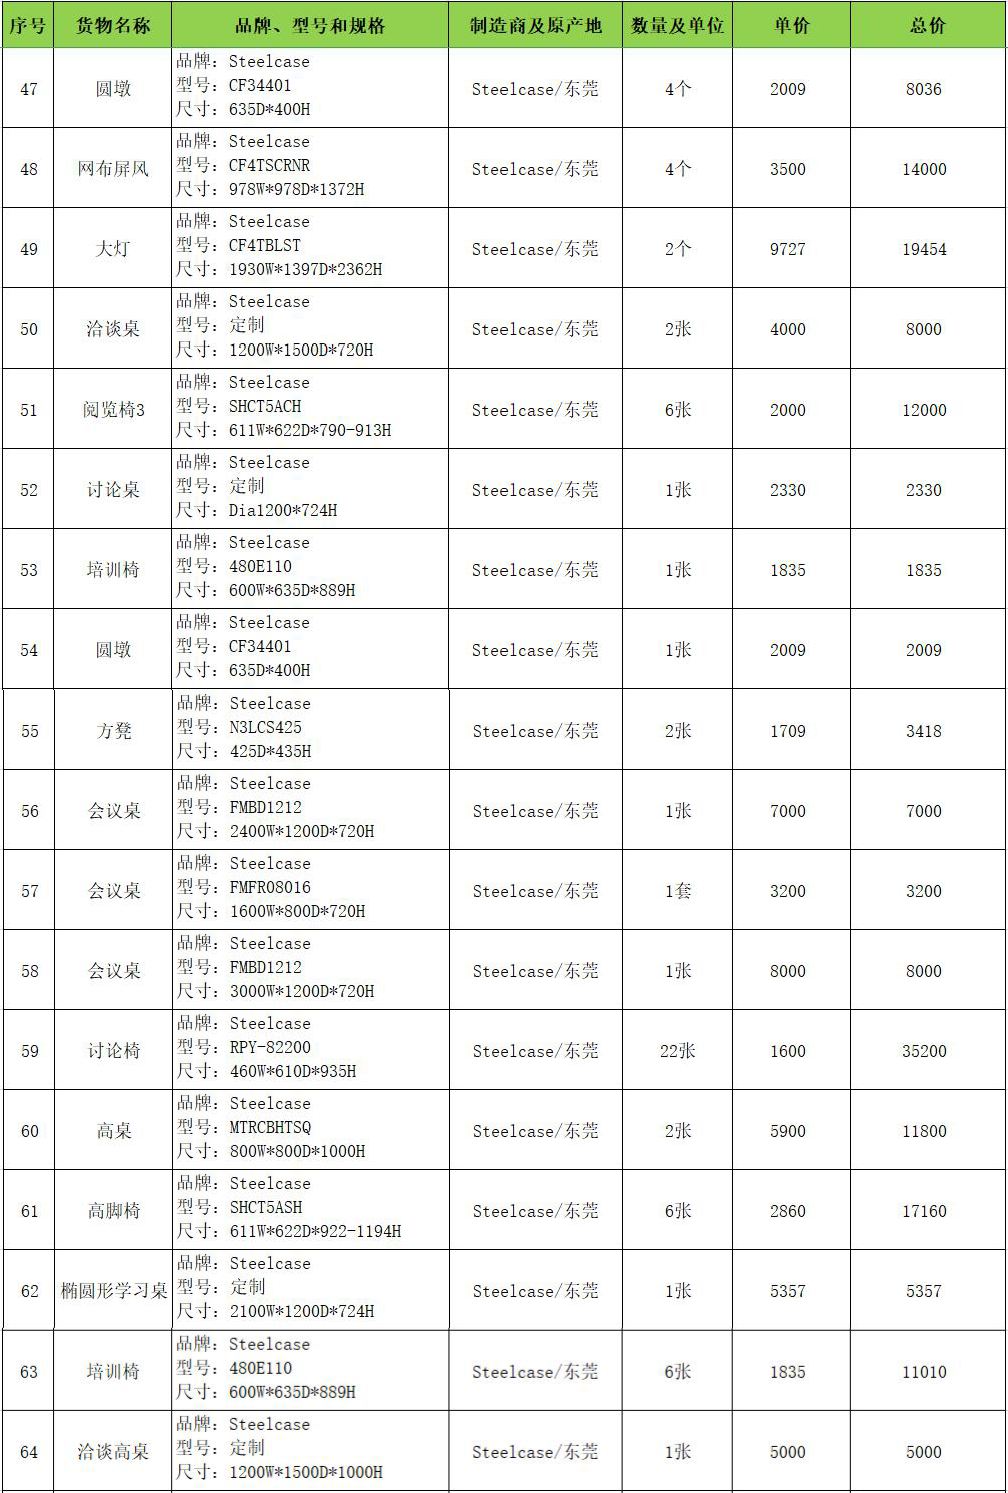 序号 货物名称 品牌、型号和规格 制造商及原产地 数量及单位 单价 总价
品牌：Steelcase
47 圆墩 型号：CF34401 Steelcase/东莞 4个 2009 8036
尺寸：635D*400H
品牌：Steelcase
48 网布屏风 型号：CF4TSCRNR Steelcase/东莞 4个 3500 14000
尺寸：978W*978D*1372H
品牌：Steelcase
49 大灯 型号：CF4TBLST Steelcase/东莞 2个 9727 19454
尺寸：1930W*1397D*2362H
品牌：Steelcase
50 洽谈桌 型号：定制 Steelcase/东莞 2张 4000 8000
尺寸：1200W*1500D*720H
品牌：Steelcase
51 阅览椅3 型号：SHCT5ACH Steelcase/东莞 6张 2000 12000
尺寸：611W*622D*790-913H
品牌：Steelcase
52 讨论桌 型号：定制 Steelcase/东莞 1张 2330 2330
尺寸：Dia1200*724H
品牌：Steelcase
53 培训椅 型号：480E110 Steelcase/东莞 1张 1835 1835
尺寸：600W*635D*889H
品牌：Steelcase
54 圆墩 型号：CF34401 Steelcase/东莞 1张 2009 2009
尺寸：635D*400H
品牌：Steelcase
55 方凳 型号：N3LCS425 Steelcase/东莞 2张 1709 3418
尺寸：425D*435H
品牌：Steelcase
56 会议桌 型号：FMBD1212 Steelcase/东莞 1张 7000 7000
尺寸：2400W*1200D*720H
品牌：Steelcase
57 会议桌 型号：FMFR08016 Steelcase/东莞 1套 3200 3200
尺寸：1600W*800D*720H
品牌：Steelcase
58 会议桌 型号：FMBD1212 Steelcase/东莞 1张 8000 8000
尺寸：3000W*1200D*720H
品牌：Steelcase
59 讨论椅 型号：RPY-82200 Steelcase/东莞 22张 1600 35200
尺寸：460W*610D*935H
品牌：Steelcase
60 高桌 型号：MTRCBHTSQ Steelcase/东莞 2张 5900 11800
尺寸：800W*800D*1000H
品牌：Steelcase
61 高脚椅 型号：SHCT5ASH Steelcase/东莞 6张 2860 17160
尺寸：611W*622D*922-1194H
品牌：Steelcase
62 椭圆形学习桌 型号：定制 Steelcase/东莞 1张 5357 5357
尺寸：2100W*1200D*724H
品牌：Steelcase
63 培训椅 型号：480E110 Steelcase/东莞 6张 1835 11010
尺寸：600W*635D*889H
品牌：Steelcase
64 洽谈高桌 型号：定制 Steelcase/东莞 1张 5000 5000
尺寸：1200W*1500D*1000H